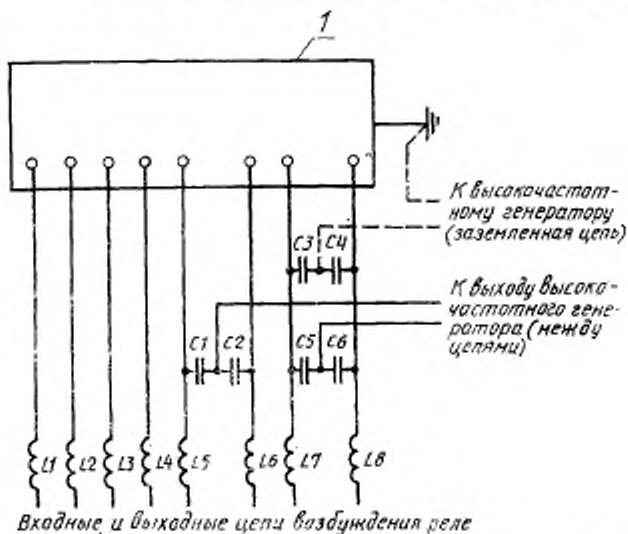 1
К высокочастот-
ному генератору
(заземленная цепь)
C3 C4
К выходу высоко-
частотного гене-
ратора (между
цепями)
C1 C2 C5 C6
L1 L2 L3 L4 L5 L6 L7 L8
Входные и выходные цепи возбуждения реле